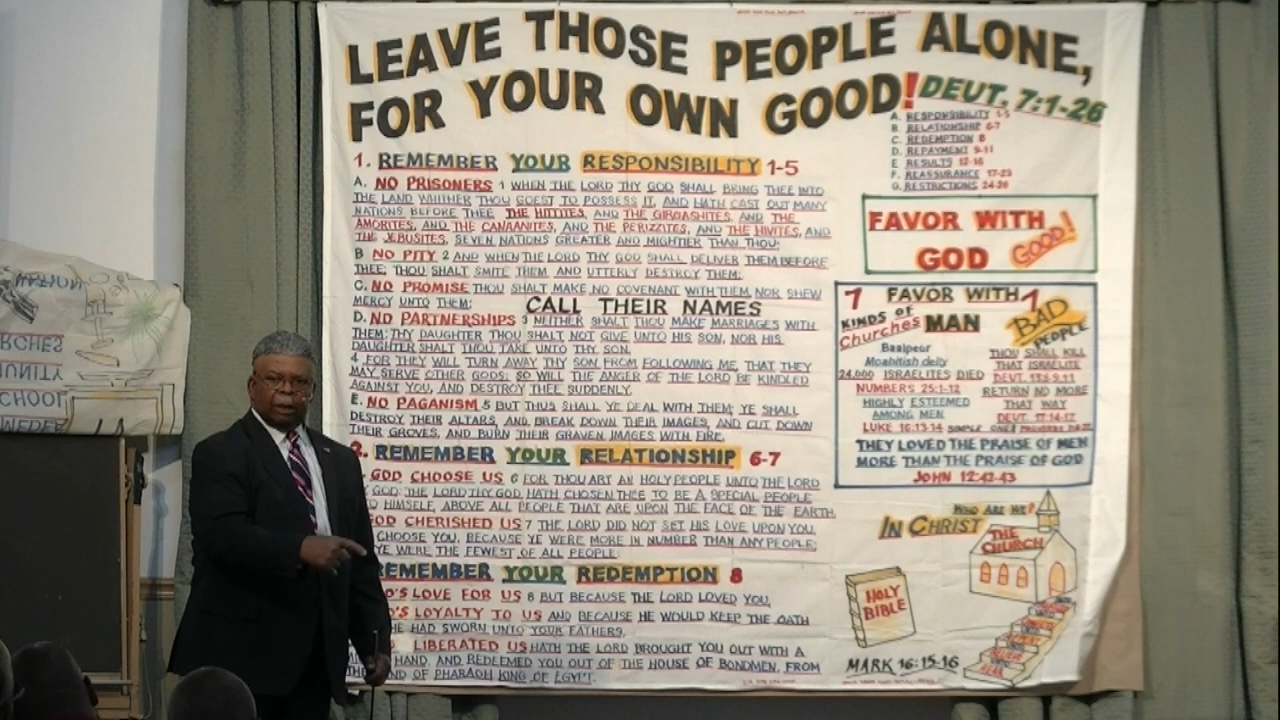 LEAVE THOSE PEOPLE ALONE,
FOR YOUR OWN GOOD!
DEUT. 7:1-26
A. RESPONSIBILITY 1-5
B. RELATIONSHIP 6-7
C. REDEMPTION 8
D. REPAYMENT 9-11
E. RESULTS 12-16
F. REASSURANCE 17-23
G. RESTRICTIONS 24-26
1. REMEMBER YOUR RESPONSIBILITY 1-5
A. NO PRISONERS 1 WHEN THE LORD THY GOD SHALL BRING THEE INTO
THE LAND WHITHER THOU GOEST TO POSSESS IT, AND HATH CAST OUT MANY
NATIONS BEFORE THEE THE HITTITES, AND THE GIRGASHITES, AND THE
AMORITES, AND THE CANAANITES, AND THE PERIZZITES, AND THE HIVITES, AND
THE JEBUSITES, SEVEN NATIONS GREATER AND MIGHTIER THAN THOU;
B NO PITY 2 AND WHEN THE LORD THY GOD SHALL DELIVER THEM BEFORE
THEE; THOU SHALT SMITE THEM, AND UTTERLY DESTROY THEM;
C. NO PROMISE THOU SHALT MAKE NO COVENANT WITH THEM, NOR SHEW
MERCY UNTO THEM:
CALL THEIR NAMES
D. NO PARTNERSHIPS 3 NEITHER SHALT THOU MAKE MARRIAGES WITH
THEM; THY DAUGHTER THOU SHALT NOT GIVE UNTO HIS SON, NOR HIS
DAUGHTER SHALT THOU TAKE UNTO THY SON.
4 FOR THEY WILL TURN AWAY THY SON FROM FOLLOWING ME, THAT THEY
MAY SERVE OTHER GODS: SO WILL THE ANGER OF THE LORD BE KINDLED
AGAINST YOU, AND DESTROY THEE SUDDENLY.
E. NO PAGANISM 5 BUT THUS SHALL YE DEAL WITH THEM; YE SHALL
DESTROY THEIR ALTARS, AND BREAK DOWN THEIR IMAGES, AND CUT DOWN
THEIR GROVES, AND BURN THEIR GRAVEN IMAGES WITH FIRE.
2. REMEMBER YOUR RELATIONSHIP 6-7
GOD CHOOSE US 6 FOR THOU ART AN HOLY PEOPLE UNTO THE LORD
GOD: THE LORD THY GOD HATH CHOSEN THEE TO BE A SPECIAL PEOPLE
HIMSELF, ABOVE ALL PEOPLE THAT ARE UPON THE FACE OF THE EARTH.
GOD CHERISHED US 7 THE LORD DID NOT SET HIS LOVE UPON YOU,
CHOOSE YOU, BECAUSE YE WERE MORE IN NUMBER THAN ANY PEOPLE;
YE WERE THE FEWEST OF ALL PEOPLE:
REMEMBER YOUR REDEMPTION 8
'S LOVE FOR US 8 BUT BECAUSE THE LORD LOVED YOU,
'S LOYALTY TO US AND BECAUSE HE WOULD KEEP THE OATH
HE HAD SWORN UNTO YOUR FATHERS,
LIBERATED US HATH THE LORD BROUGHT YOU OUT WITH A
HAND, AND REDEEMED YOU OUT OF THE HOUSE OF BONDMEN, FROM
OF PHARAOH KING OF EGYPT.
FAVOR WITH
GOD GOOD!
7 FAVOR WITH 7
KINDS OF
Churches
MAN
BAD
PEOPLE
Baalpeor
Moabitish deity
24,000 ISRAELITES DIED
NUMBERS 25:1-12
HIGHLY ESTEEMED
AMONG MEN
LUKE 16:13-14
THOU SHALL KILL
THAT ISRAELITE
DEUT. 13:6-9,11
RETURN NO MORE
THAT WAY
DEUT. 17:14-17
THEY LOVED THE PRAISE OF MEN
MORE THAN THE PRAISE OF GOD
JOHN 12:42-43
WHO ARE WE?
IN CHRIST
THE
CHURCH
HOLY
BIBLE
MARK 16:15-16